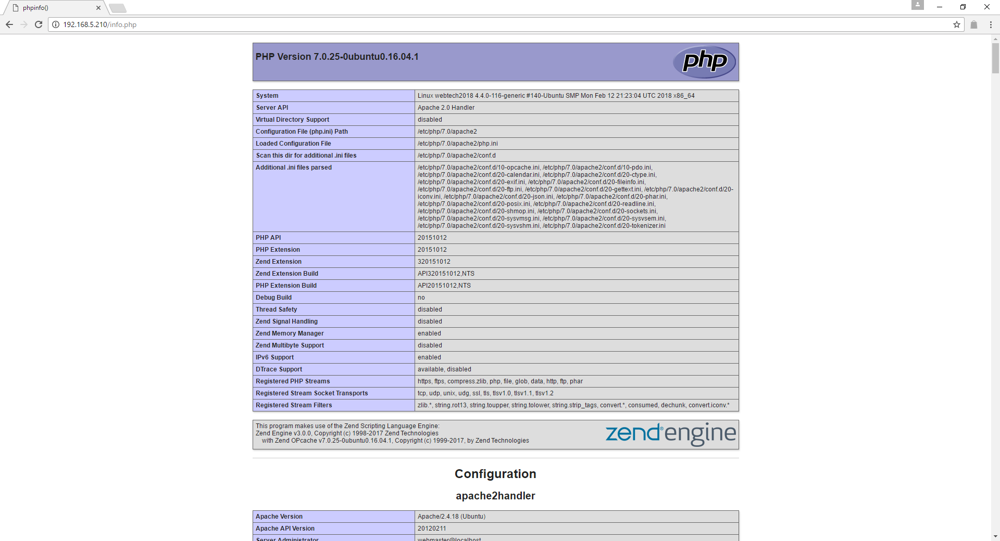 phpinfo()
192.168.5.210/info.php
PHP Version 7.0.25-0ubuntu0.16.04.1
php
System Linux webtech2018 4.4.0-116-generic #140-Ubuntu SMP Mon Feb 12 21:23:04 UTC 2018 x86_64
Server API Apache 2.0 Handler
Virtual Directory Support disabled
Configuration File (php.ini) Path /etc/php/7.0/apache2
Loaded Configuration File /etc/php/7.0/apache2/php.ini
Scan this dir for additional .ini files /etc/php/7.0/apache2/conf.d
Additional .ini files parsed /etc/php/7.0/apache2/conf.d/10-opcache.ini, /etc/php/7.0/apache2/conf.d/10-pdo.ini,
/etc/php/7.0/apache2/conf.d/20-calendar.ini, /etc/php/7.0/apache2/conf.d/20-ctype.ini,
/etc/php/7.0/apache2/conf.d/20-exif.ini, /etc/php/7.0/apache2/conf.d/20-fileinfo.ini,
/etc/php/7.0/apache2/conf.d/20-ftp.ini, /etc/php/7.0/apache2/conf.d/20-gettext.ini, /etc/php/7.0/apache2/conf.d/20-
iconv.ini, /etc/php/7.0/apache2/conf.d/20-json.ini, /etc/php/7.0/apache2/conf.d/20-phar.ini,
/etc/php/7.0/apache2/conf.d/20-posix.ini, /etc/php/7.0/apache2/conf.d/20-readline.ini,
/etc/php/7.0/apache2/conf.d/20-shmop.ini, /etc/php/7.0/apache2/conf.d/20-sockets.ini,
/etc/php/7.0/apache2/conf.d/20-sysvmsg.ini, /etc/php/7.0/apache2/conf.d/20-sysvsem.ini,
/etc/php/7.0/apache2/conf.d/20-sysvshm.ini, /etc/php/7.0/apache2/conf.d/20-tokenizer.ini
PHP API 20151012
PHP Extension 20151012
Zend Extension 320151012
Zend Extension Build API320151012,NTS
PHP Extension Build API20151012,NTS
Debug Build no
Thread Safety disabled
Zend Signal Handling disabled
Zend Memory Manager enabled
Zend Multibyte Support disabled
IPv6 Support enabled
DTrace Support available, disabled
Registered PHP Streams https, ftps, compress.zlib, php, file, glob, data, http, ftp, phar
Registered Stream Socket Transports tcp, udp, unix, udg, ssl, tls, tlsv1.0, tlsv1.1, tlsv1.2
Registered Stream Filters zlib.*, string.rot13, string.toupper, string.tolower, string.strip_tags, convert.*, consumed, dechunk, convert.iconv.*
This program makes use of the Zend Scripting Language Engine:
Zend Engine v3.0.0, Copyright (c) 1998-2017 Zend Technologies
with Zend OPcache v7.0.25-0ubuntu0.16.04.1, Copyright (c) 1999-2017, by Zend Technologies
zend® engine
Configuration
apache2handler
Apache Version Apache/2.4.18 (Ubuntu)
Apache API Version 20120211
Server Administrator webmaster@localhost